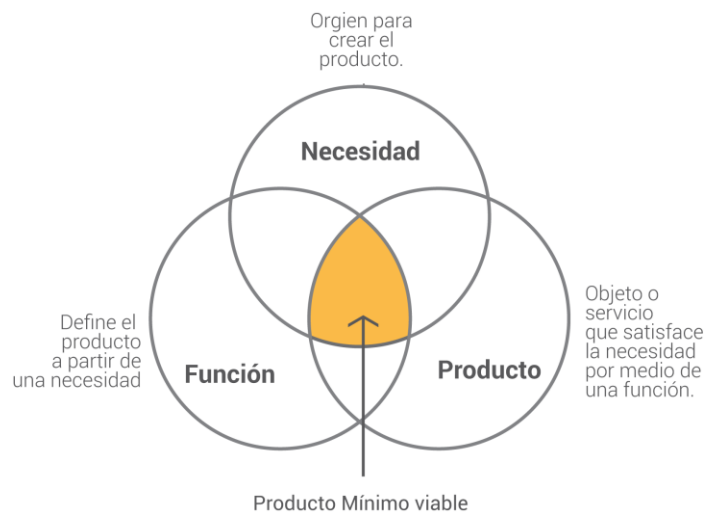 Orgien para
crear el
producto.
Necesidad
Define el
producto
a partir de
una necesidad
Función
Objeto o
servicio
que satisface
la necesidad
por medio de
una función.
Producto
Producto Mínimo viable